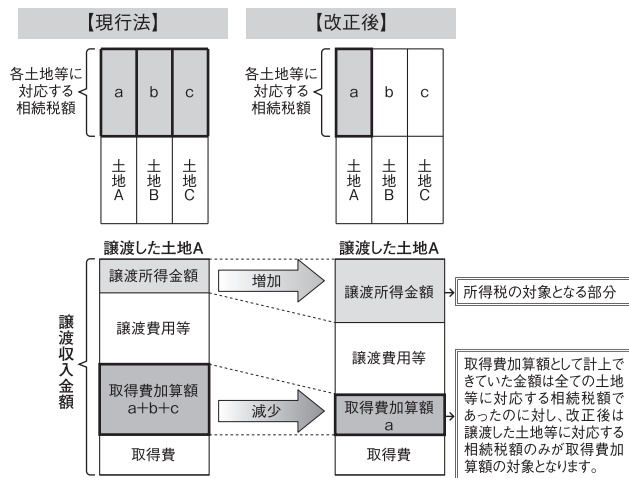 【現行法】
【改正後】
各土地等に
対応する
相続税額
a
b
c
土地A
土地B
土地C
各土地等に
対応する
相続税額
a
b
c
土地A
土地B
土地C
譲渡した土地A
譲渡収入金額
譲渡所得金額
譲渡費用等
取得費加算額
a+b+c
取得費
増加
減少
譲渡した土地A
譲渡所得金額
譲渡費用等
取得費加算額
a
取得費
所得税の対象となる部分
取得費加算額として計上で
きていた金額は全ての土地
等に対応する相続税額で
あったのに対し、改正後は
譲渡した土地等に対応する
相続税額のみが取得費加
算額の対象となります。